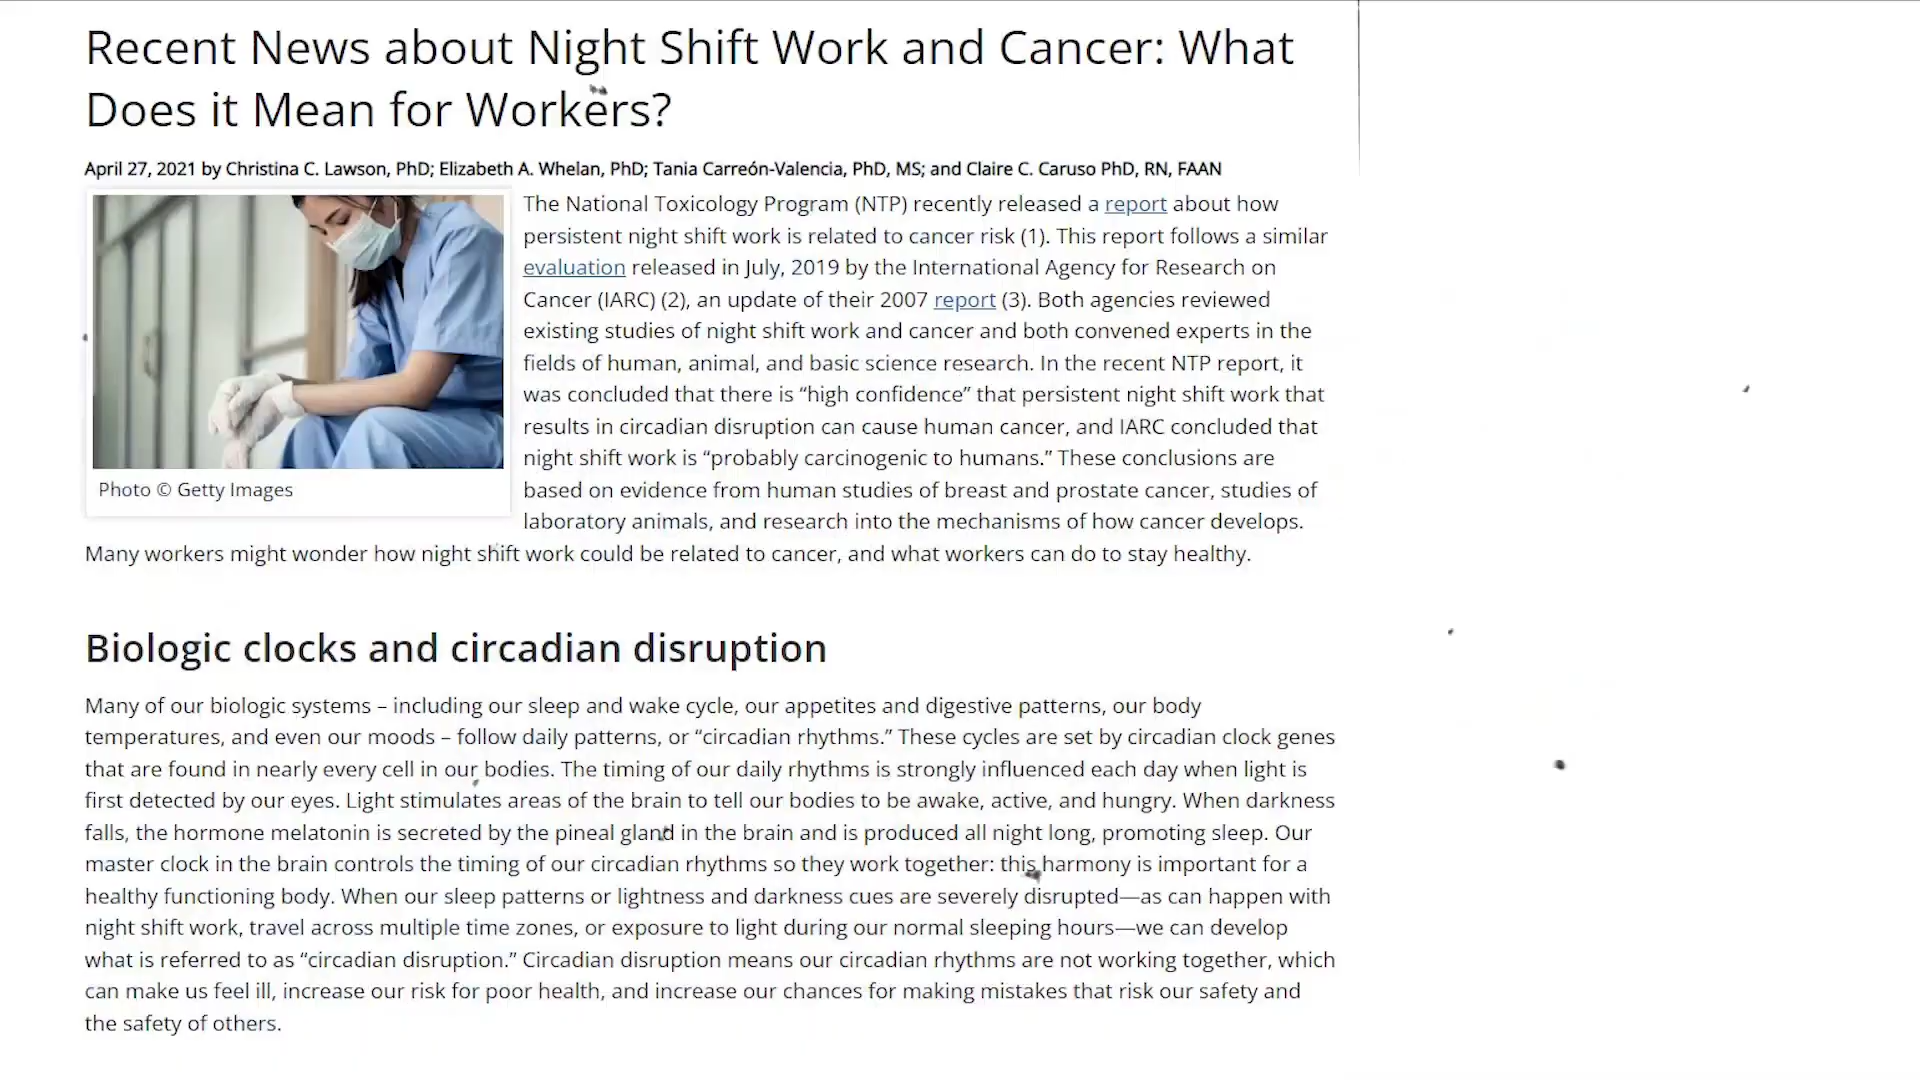 Recent News about Night Shift Work and Cancer: What
Does it Mean for Workers?
April 27, 2021 by Christina C. Lawson, PhD; Elizabeth A. Whelan, PhD; Tania Carreón-Valencia, PhD, MS; and Claire C. Caruso PhD, RN, FAAN
The National Toxicology Program (NTP) recently released a report about how
persistent night shift work is related to cancer risk (1). This report follows a similar
evaluation released in July, 2019 by the International Agency for Research on
Cancer (IARC) (2), an update of their 2007 report (3). Both agencies reviewed
existing studies of night shift work and cancer and both convened experts in the
fields of human, animal, and basic science research. In the recent NTP report, it
was concluded that there is “high confidence” that persistent night shift work that
results in circadian disruption can cause human cancer, and IARC concluded that
night shift work is “probably carcinogenic to humans.” These conclusions are
based on evidence from human studies of breast and prostate cancer, studies of
laboratory animals, and research into the mechanisms of how cancer develops.
Many workers might wonder how night shift work could be related to cancer, and what workers can do to stay healthy.
Photo © Getty Images
Biologic clocks and circadian disruption
Many of our biologic systems – including our sleep and wake cycle, our appetites and digestive patterns, our body
temperatures, and even our moods – follow daily patterns, or “circadian rhythms.” These cycles are set by circadian clock genes
that are found in nearly every cell in our bodies. The timing of our daily rhythms is strongly influenced each day when light is
first detected by our eyes. Light stimulates areas of the brain to tell our bodies to be awake, active, and hungry. When darkness
falls, the hormone melatonin is secreted by the pineal gland in the brain and is produced all night long, promoting sleep. Our
master clock in the brain controls the timing of our circadian rhythms so they work together: this harmony is important for a
healthy functioning body. When our sleep patterns or lightness and darkness cues are severely disrupted—as can happen with
night shift work, travel across multiple time zones, or exposure to light during our normal sleeping hours—we can develop
what is referred to as “circadian disruption.” Circadian disruption means our circadian rhythms are not working together, which
can make us feel ill, increase our risk for poor health, and increase our chances for making mistakes that risk our safety and
the safety of others.